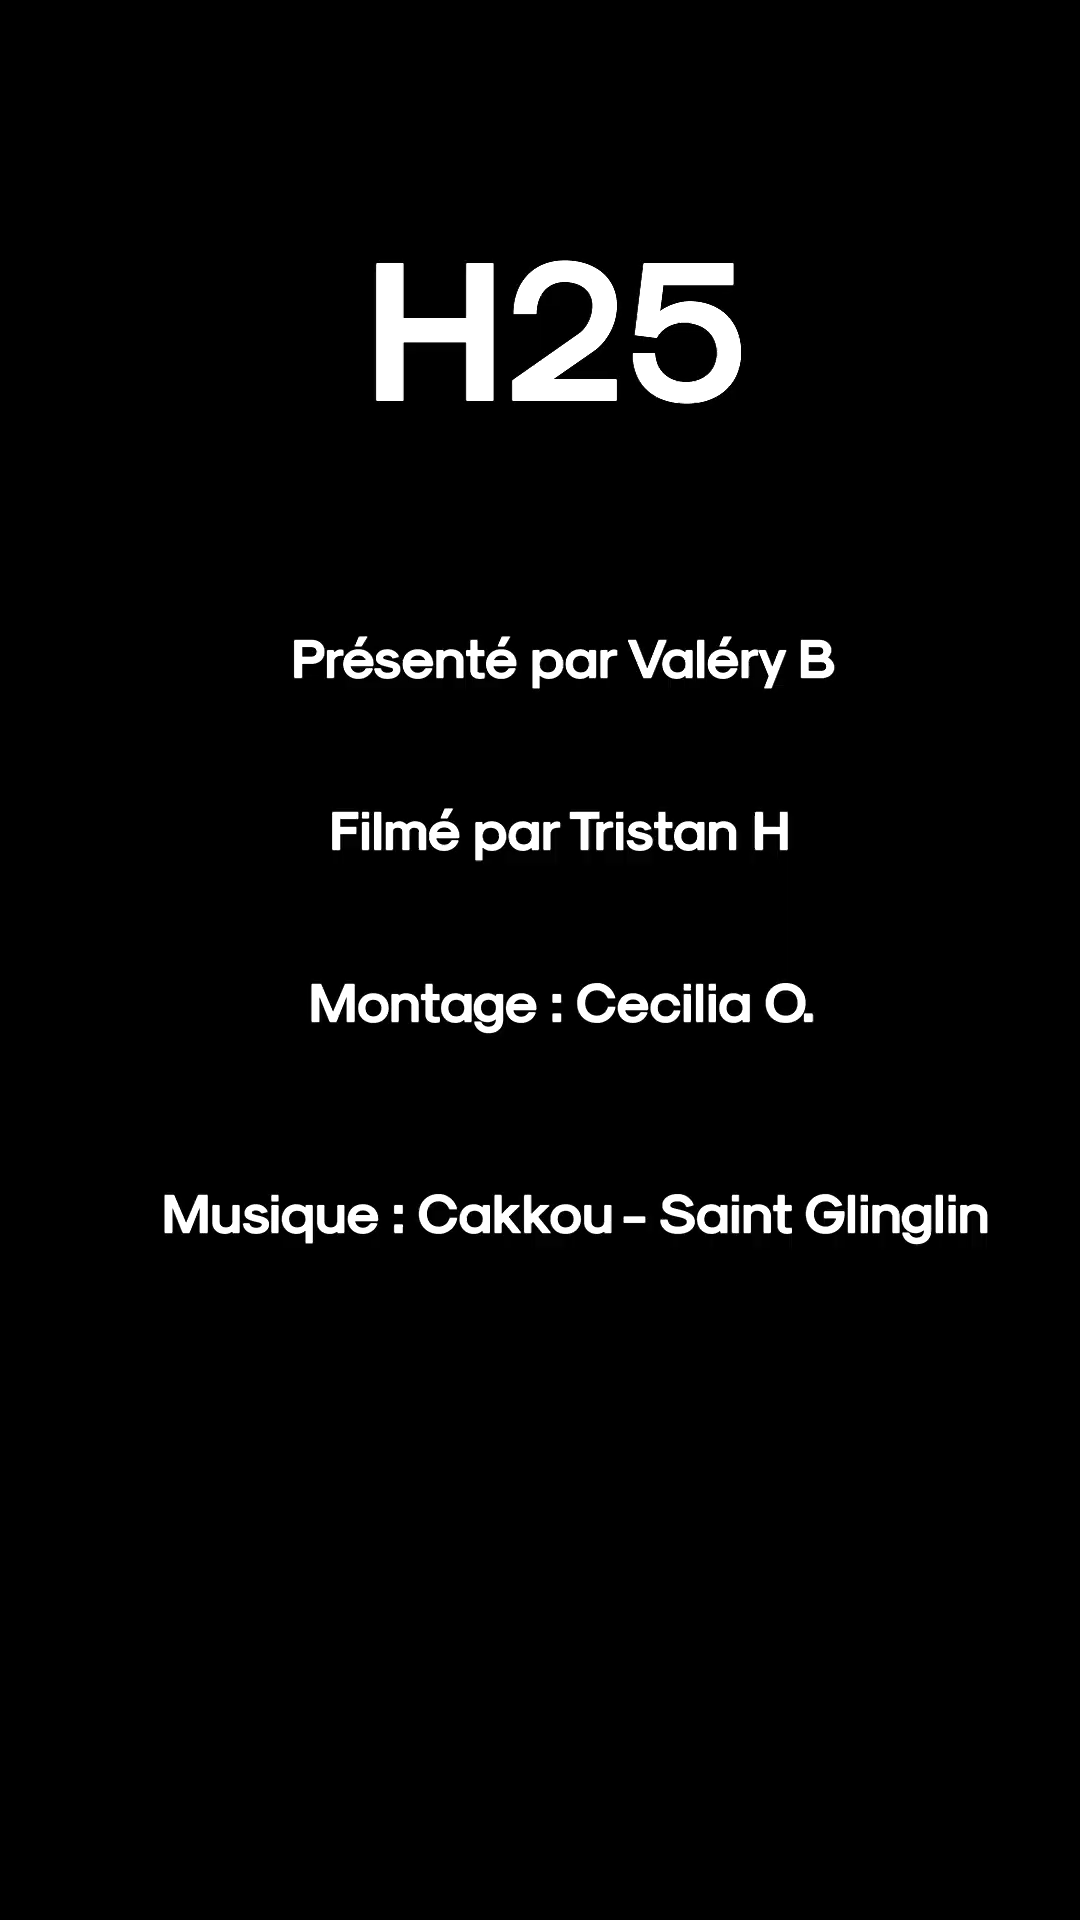 H25
Présenté par Valéry B
Filmé par Tristan H
Montage : Cecilia O.
Musique : Cakkou - Saint Glinglin